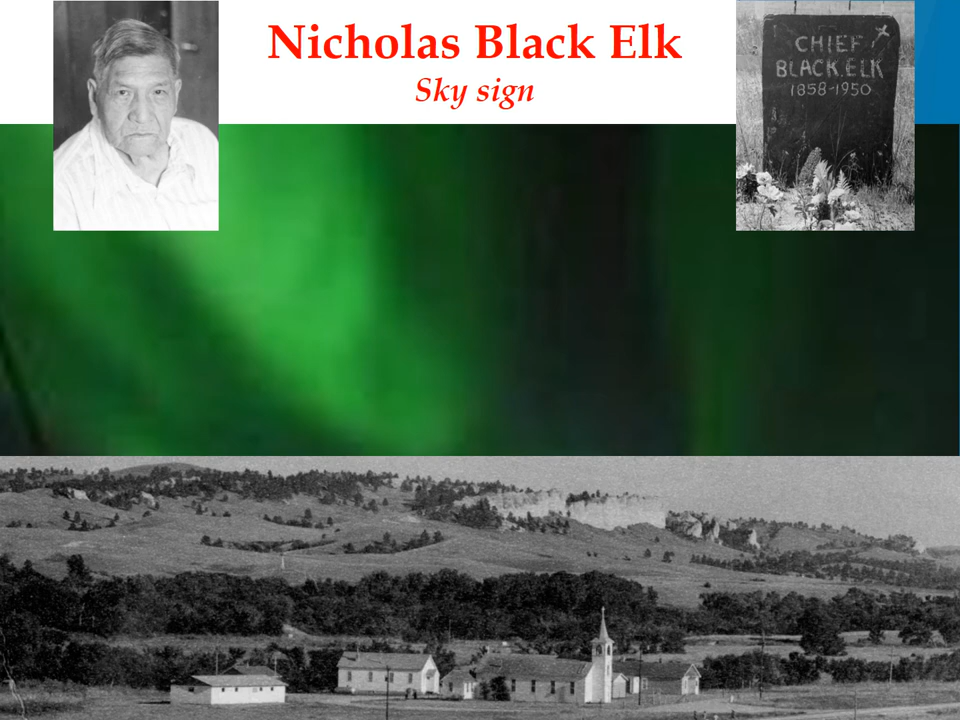 Nicholas Black Elk
Sky sign
CHIEF
BLACK ELK
1858-1950